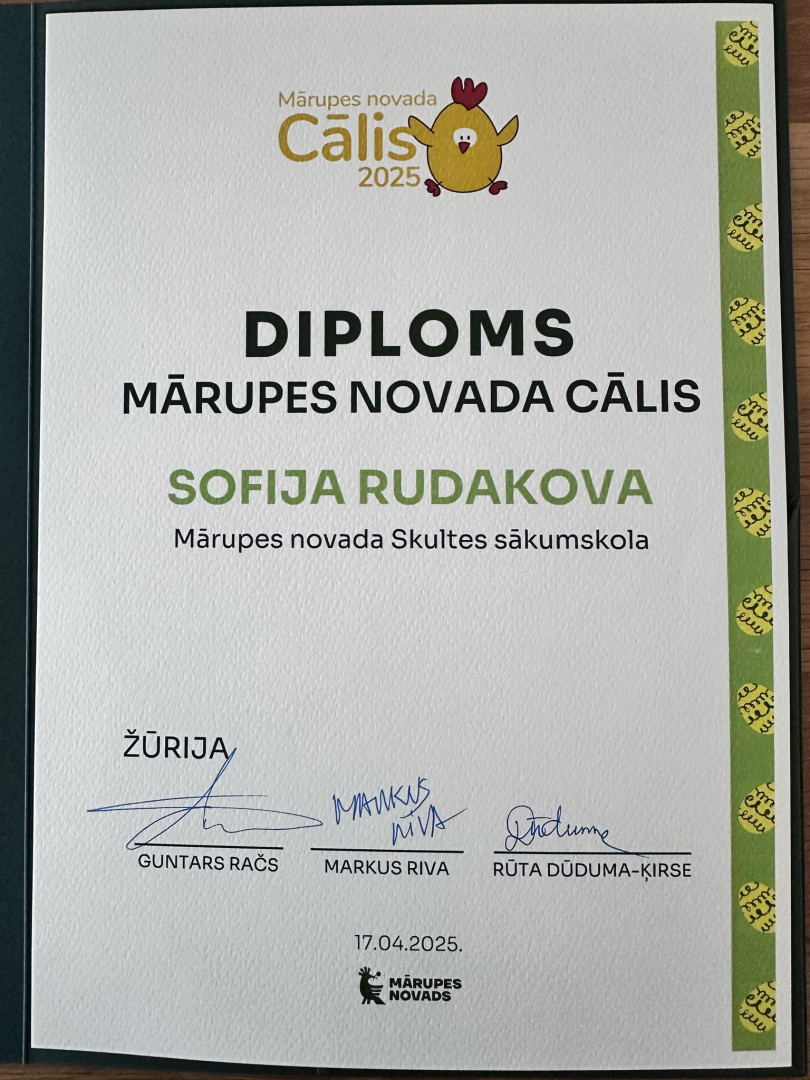 Mārupes novada
Cālis
2025
DIPLOMS
MĀRUPES NOVADA CĀLIS
SOFIJA RUDAKOVA
Mārupes novada Skultes sākumskola
ŽŪRIJA
MARKUS
RIVA
Dūduma
GUNTARS RAČS
MARKUS RIVA
RŪTA DŪDUMA-ĶIRSE
17.04.2025.
MĀRUPES
NOVADS